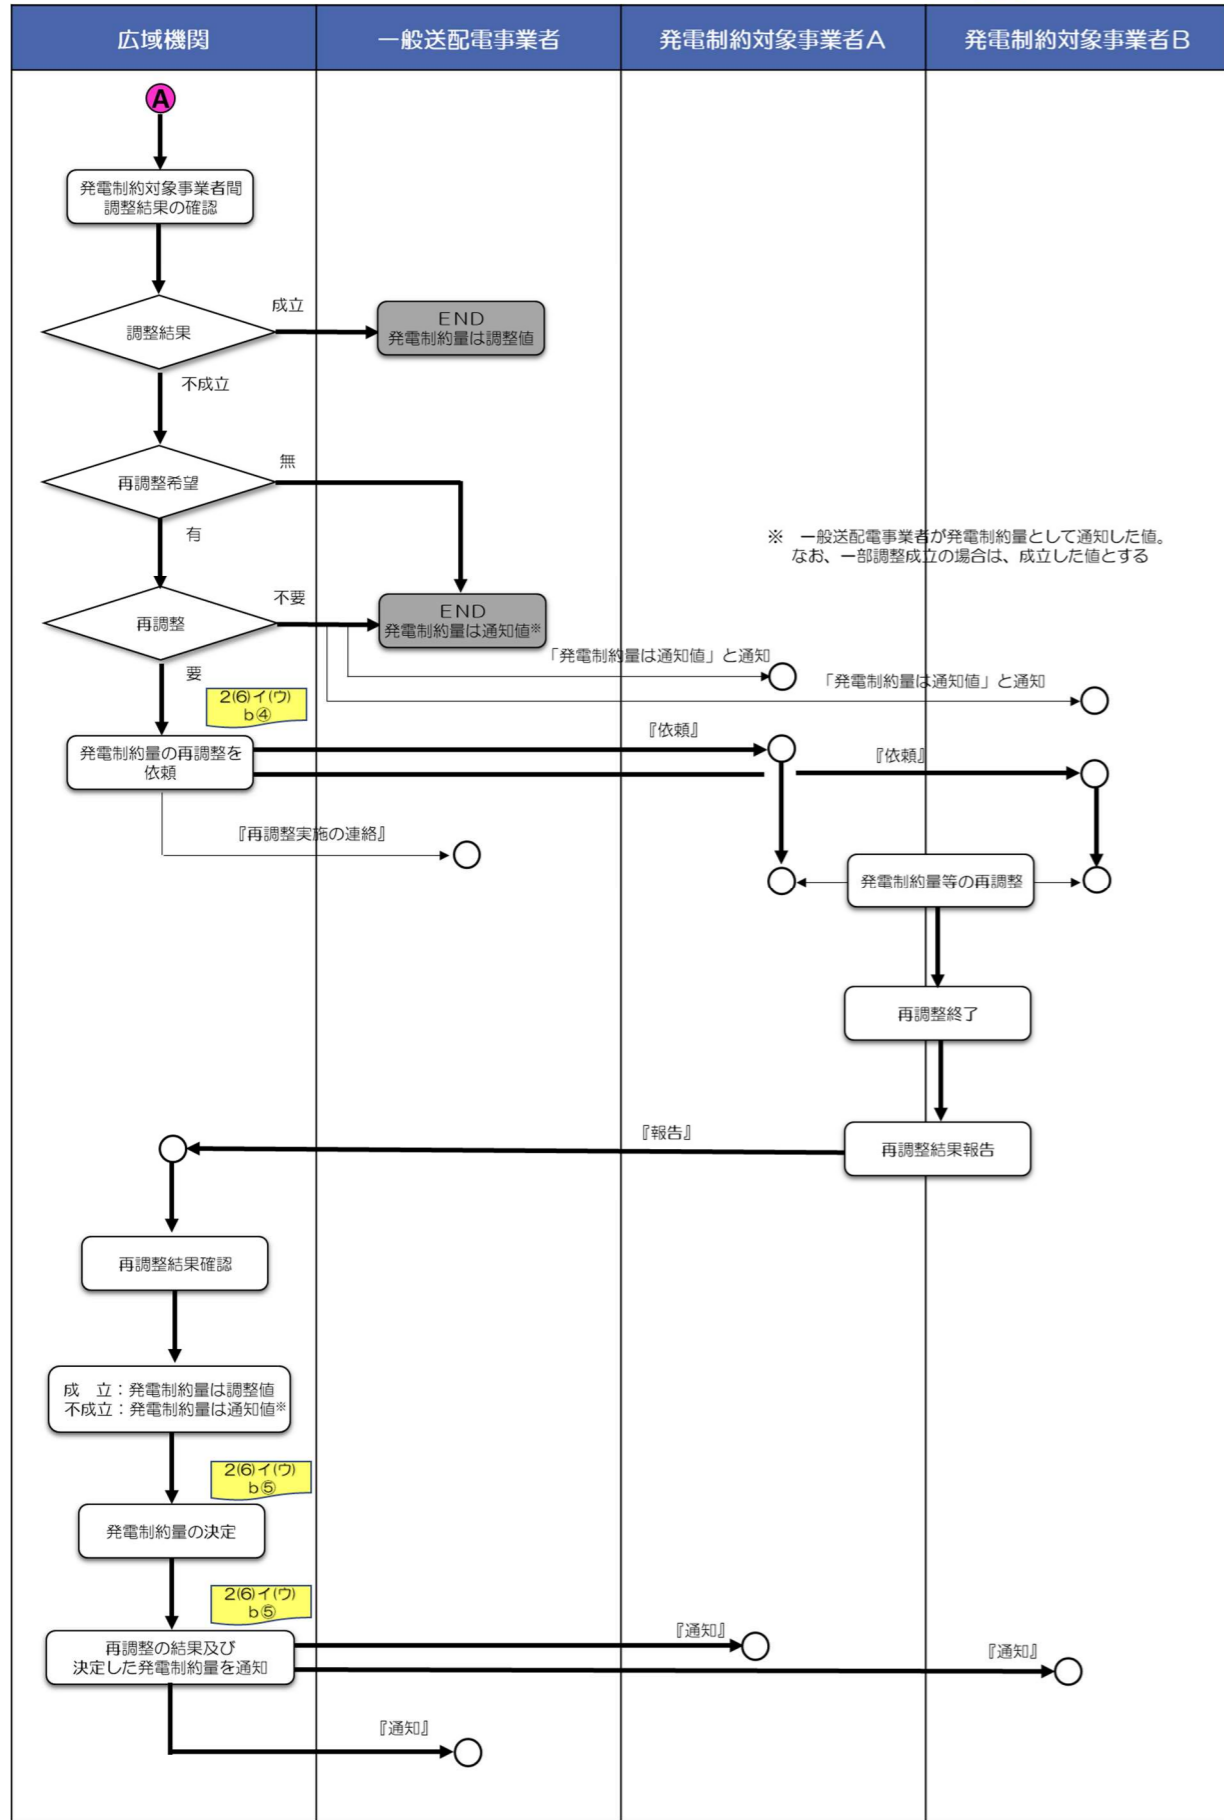 広域機関
一般送配電事業者
発電制約対象事業者A
発電制約対象事業者B
A
発電制約対象事業者間
調整結果の確認
調整結果
成立
END
発電制約量は調整値
不成立
再調整希望
無
有
※　一般送配電事業者が発電制約量として通知した値。
なお、一部調整成立の場合は、成立した値とする
再調整
不要
END
発電制約量は通知値※
「発電制約量は通知値」と通知
「発電制約量は通知値」と通知
要
2(6)イ(ウ)
b④
発電制約量の再調整を
依頼
『依頼』
『依頼』
『再調整実施の連絡』
発電制約量等の再調整
再調整終了
再調整結果報告
『報告』
再調整結果確認
成　立：発電制約量は調整値
不成立：発電制約量は通知値※
2(6)イ(ウ)
b⑤
発電制約量の決定
2(6)イ(ウ)
b⑤
再調整の結果及び
決定した発電制約量を通知
『通知』
『通知』
『通知』